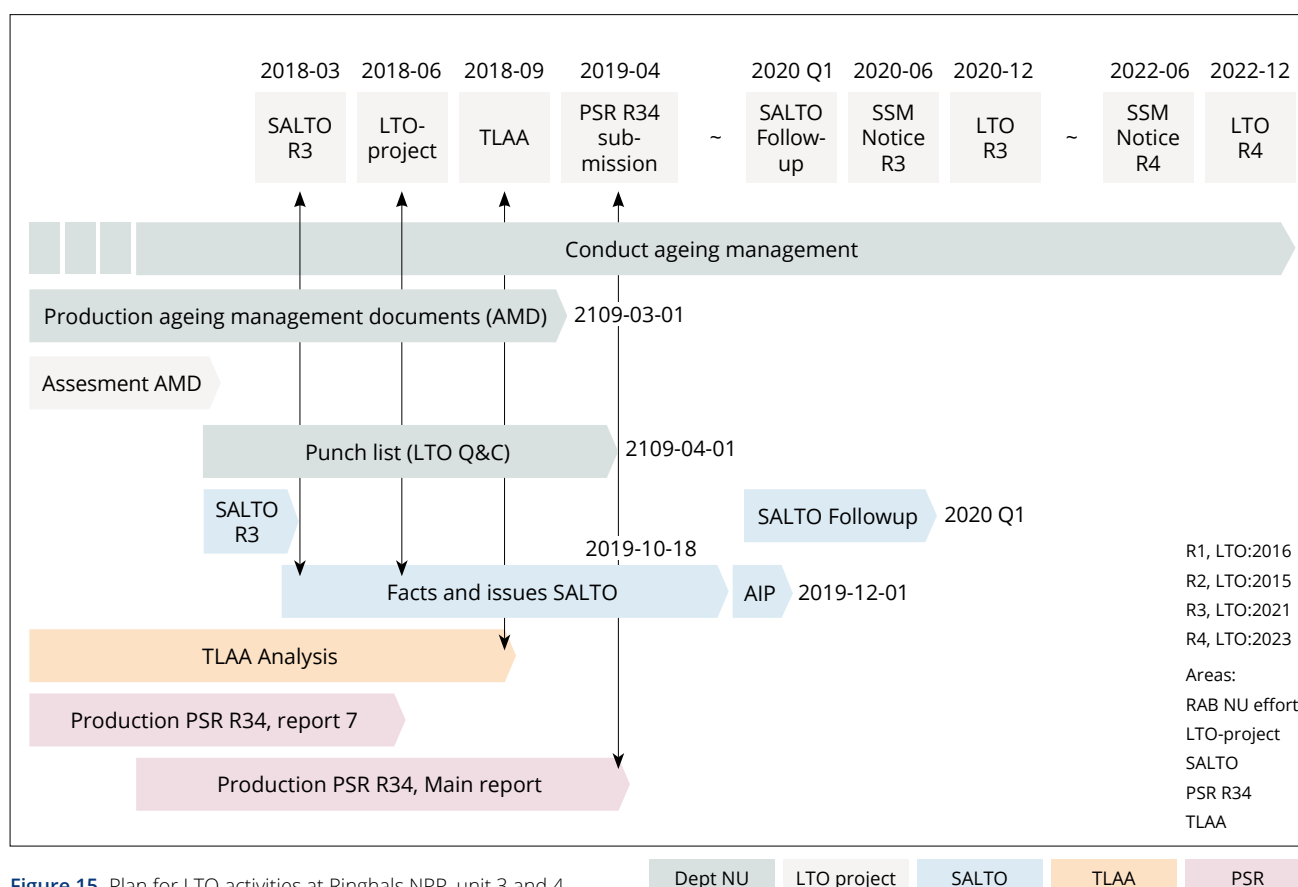 2018-03 2018-06 2018-09 2019-04 2020 Q1 2020-06 2020-12 2022-06 2022-12
SALTO
R3
LTO-
project
TLAA
PSR R34
sub-
mission
~
SALTO
Follow-
up
SSM
Notice
R3
LTO
R3
~
SSM
Notice
R4
LTO
R4
Conduct ageing management
Production ageing management documents (AMD) 2109-03-01
Assesment AMD
Punch list (LTO Q&C) 2109-04-01
SALTO
R3
SALTO Followup 2020 Q1
2019-10-18
Facts and issues SALTO
AIP 2019-12-01
TLAA Analysis
Production PSR R34, report 7
Production PSR R34, Main report
R1, LTO:2016
R2, LTO:2015
R3, LTO:2021
R4, LTO:2023
Areas:
RAB NU effort
LTO-project
SALTO
PSR R34
TLAA
Figure 15 Plan for LTO activities at Ringhals NPP, unit 3 and 4
Dept NU LTO project SALTO TLAA PSR